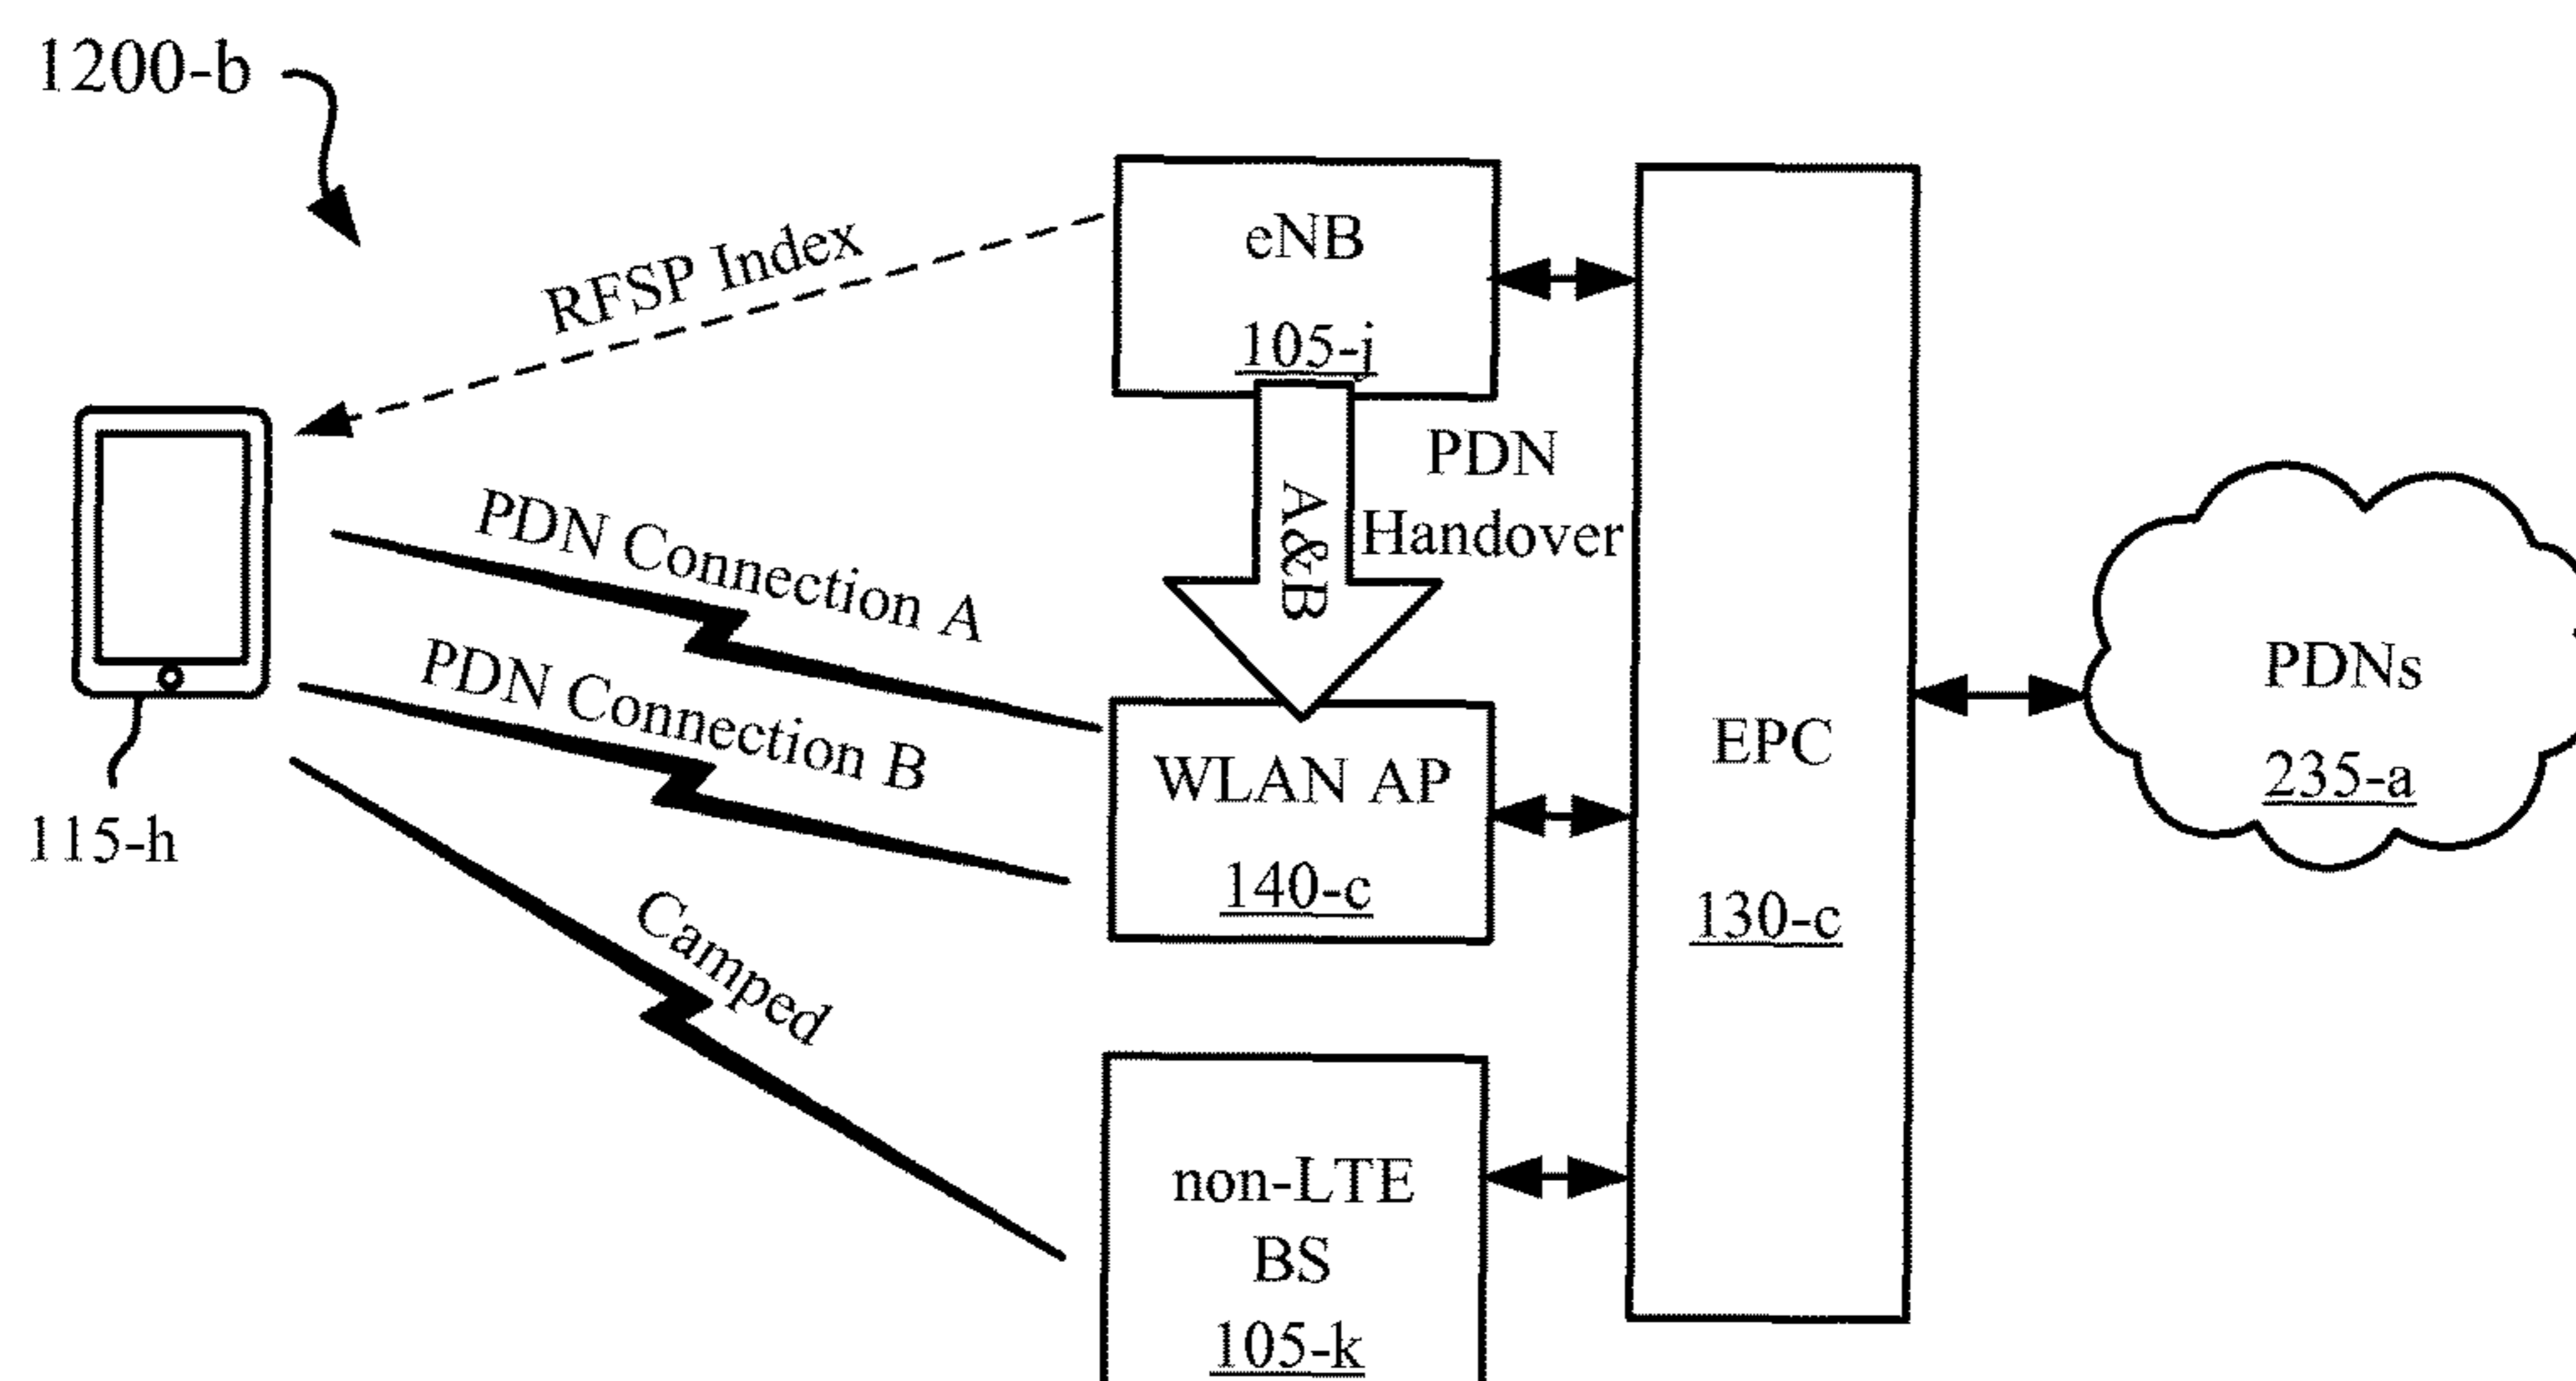 1200-b
RFSP Index
eNB
105-j
PDN
Handover
A&B
PDN Connection A
PDN Connection B
115-h
Camped
WLAN AP
140-c
non-LTE
BS
105-k
EPC
130-c
PDNs
235-a